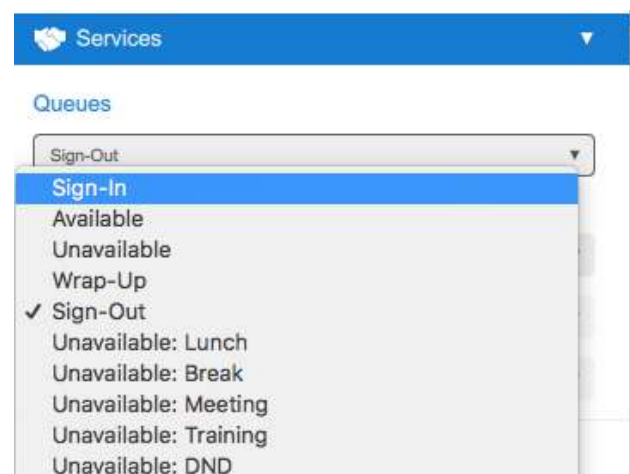 Services
Queues
Sign-Out
Sign-In
Available
Unavailable
Wrap-Up
Sign-Out
Unavailable: Lunch
Unavailable: Break
Unavailable: Meeting
Unavailable: Training
Unavailable: DND